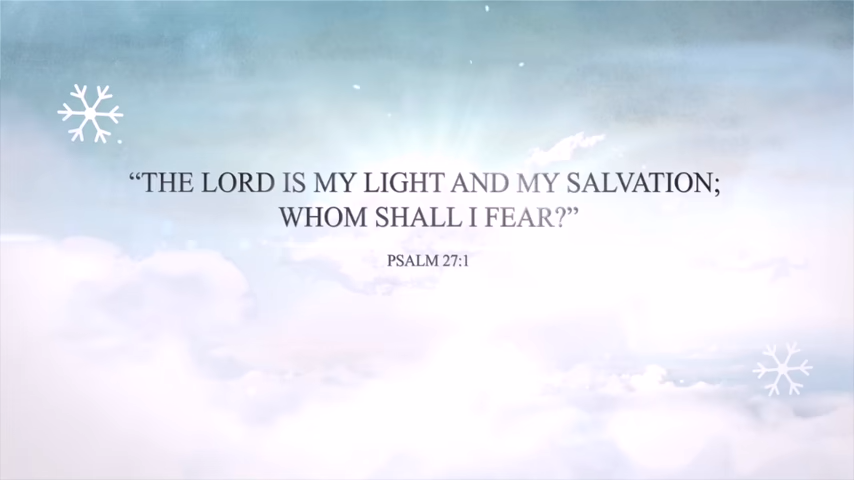 “THE LORD IS MY LIGHT AND MY SALVATION;
WHOM SHALL I FEAR?”
PSALM 27:1